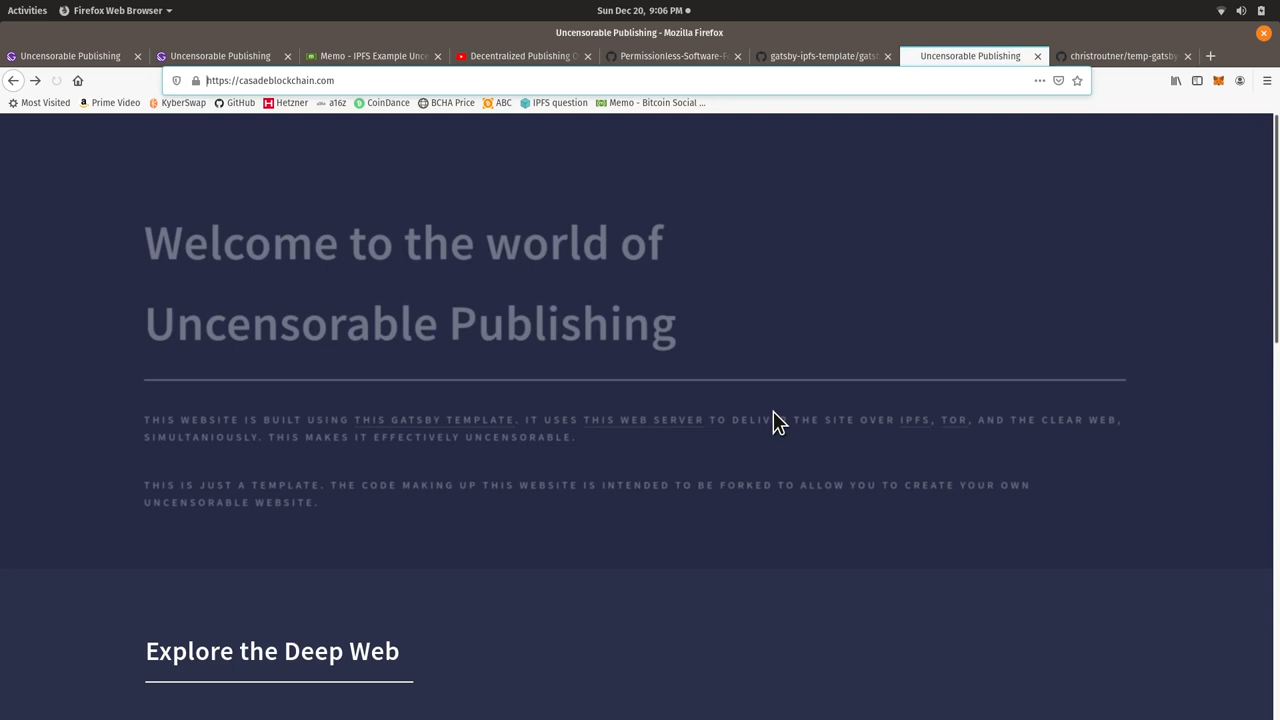 Activities Firefox Web Browser Sun Dec 20, 9:06 PM
Uncensorable Publishing - Mozilla Firefox
Uncensorable Publishing Uncensorable Publishing Memo - IPFS Example Unce Decentralized Publishing O Permissionless-Software-F gatsby-ipfs-template/gats Uncensorable Publishing christroutner/temp-gatsby
https://casadeblockchain.com
Most Visited Prime Video KyberSwap GitHub Hetzner a16z CoinDance BCHA Price ABC IPFS question Memo - Bitcoin Social ...
Welcome to the world of
Uncensorable Publishing
THIS WEBSITE IS BUILT USING THIS GATSBY TEMPLATE. IT USES THIS WEB SERVER TO DELIVER THE SITE OVER IPFS, TOR, AND THE CLEAR WEB,
SIMULTANIOUSLY. THIS MAKES IT EFFECTIVELY UNCENSORABLE.
THIS IS JUST A TEMPLATE. THE CODE MAKING UP THIS WEBSITE IS INTENDED TO BE FORKED TO ALLOW YOU TO CREATE YOUR OWN
UNCENSORABLE WEBSITE.
Explore the Deep Web